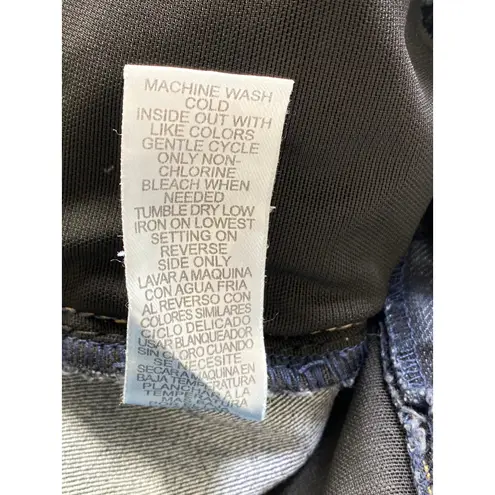 MACHINE WASH
COLD
INSIDE OUT WITH
LIKE COLORS
GENTLE CYCLE
ONLY NON-
CHLORINE
BLEACH WHEN
NEEDED
TUMBLE DRY LOW
IRON ON LOWEST
SETTING ON
REVERSE
SIDE ONLY
LAVAR A MAQUINA
CON AGUA FRIA
AL REVERSO CON
COLORES SIMILARES
CICLO DELICADO
USAR BLANQUEADOR
SIN CLORO CUANDO
SE NECESITE
SECAR A MAQUINA EN
BAJA TEMPERATURA